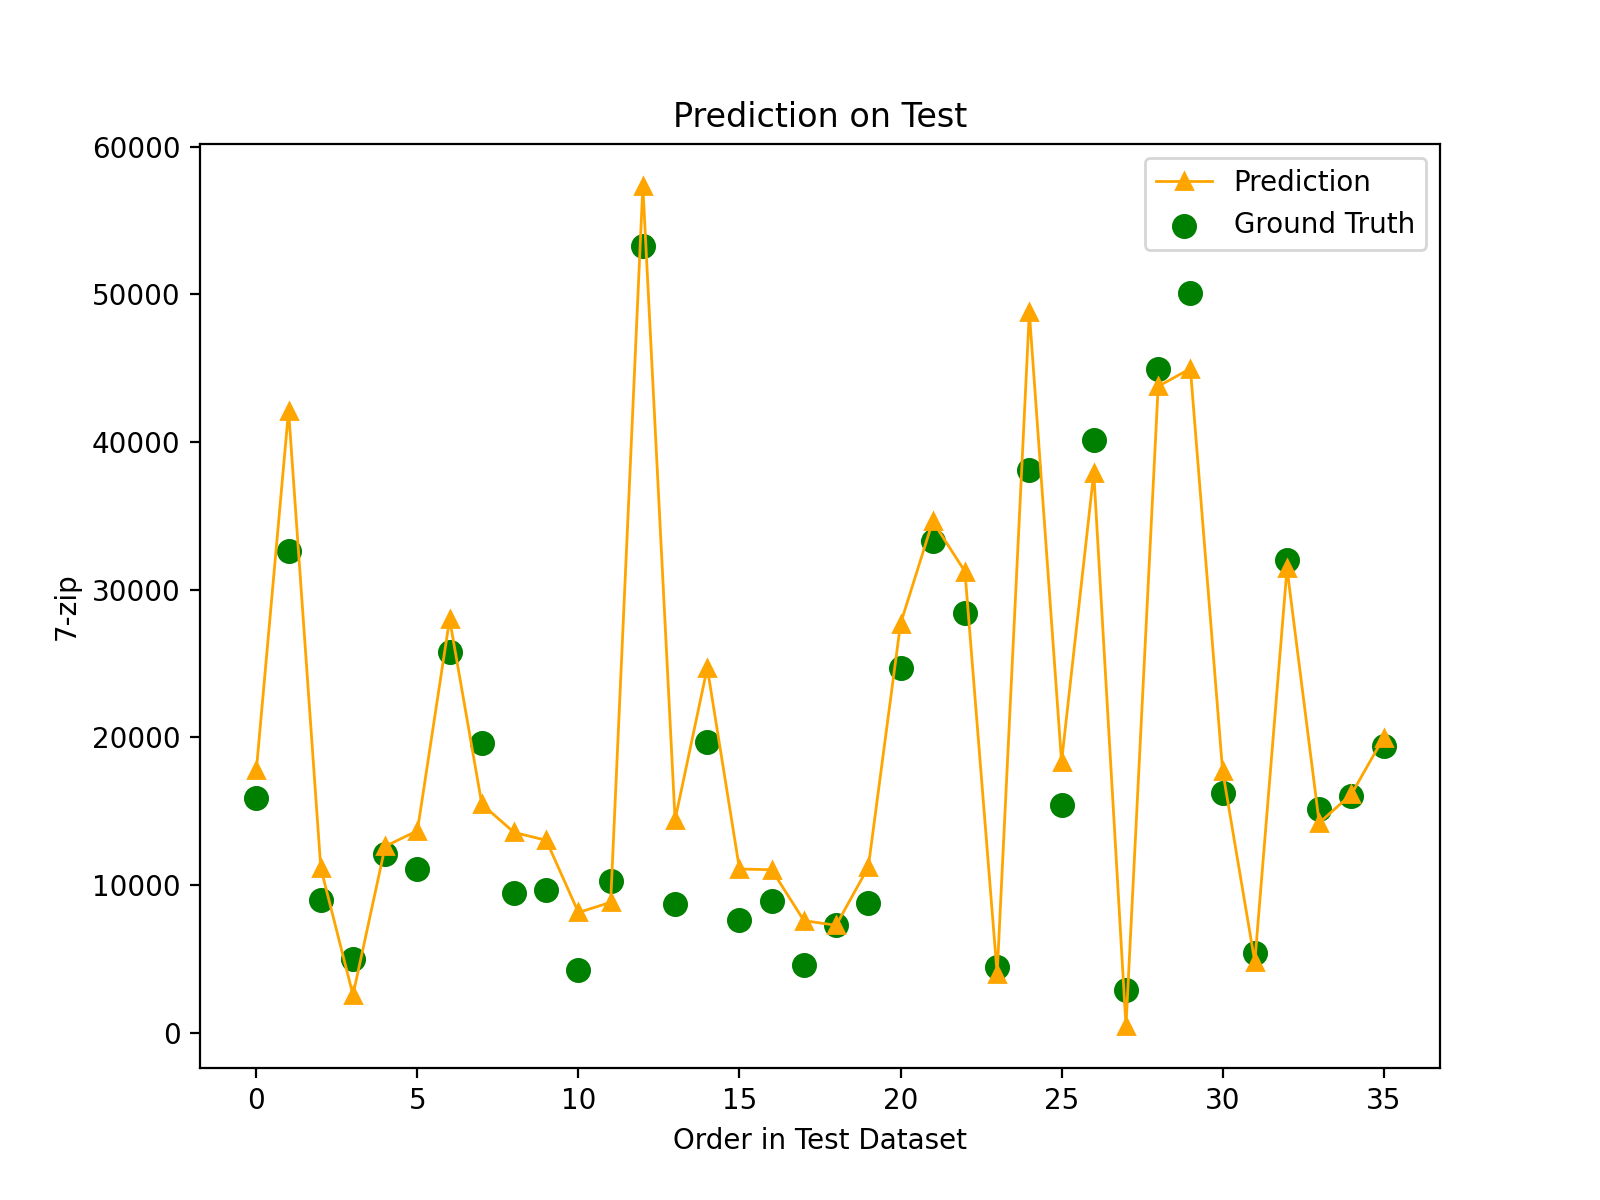 Prediction on Test
60000
50000
40000
30000
20000
10000
0
7-zip
Prediction
Ground Truth
0 5 10 15 20 25 30 35
Order in Test Dataset